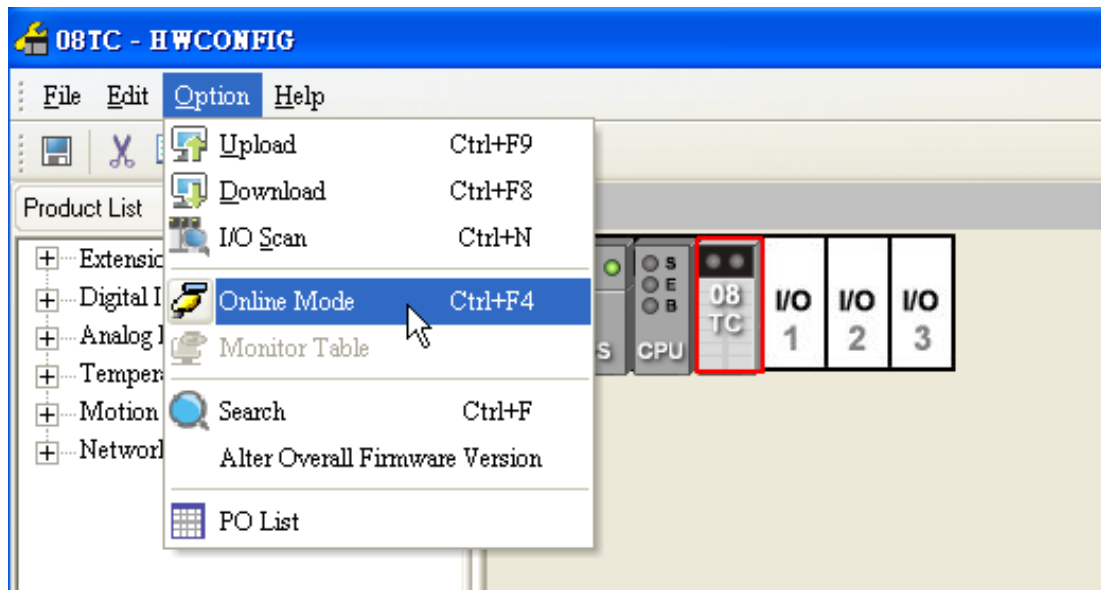 08TC - HWCONFIG
File Edit Option Help
Upload Ctrl+F9
Download Ctrl+F8
I/O Scan Ctrl+N
Online Mode Ctrl+F4
Monitor Table
Search Ctrl+F
Alter Overall Firmware Version
PO List
Product List
Extensio
Digital I
Analog
Temper
Motion
Networ
S
S
E
B
CPU
08
TC
I/O
1
I/O
2
I/O
3